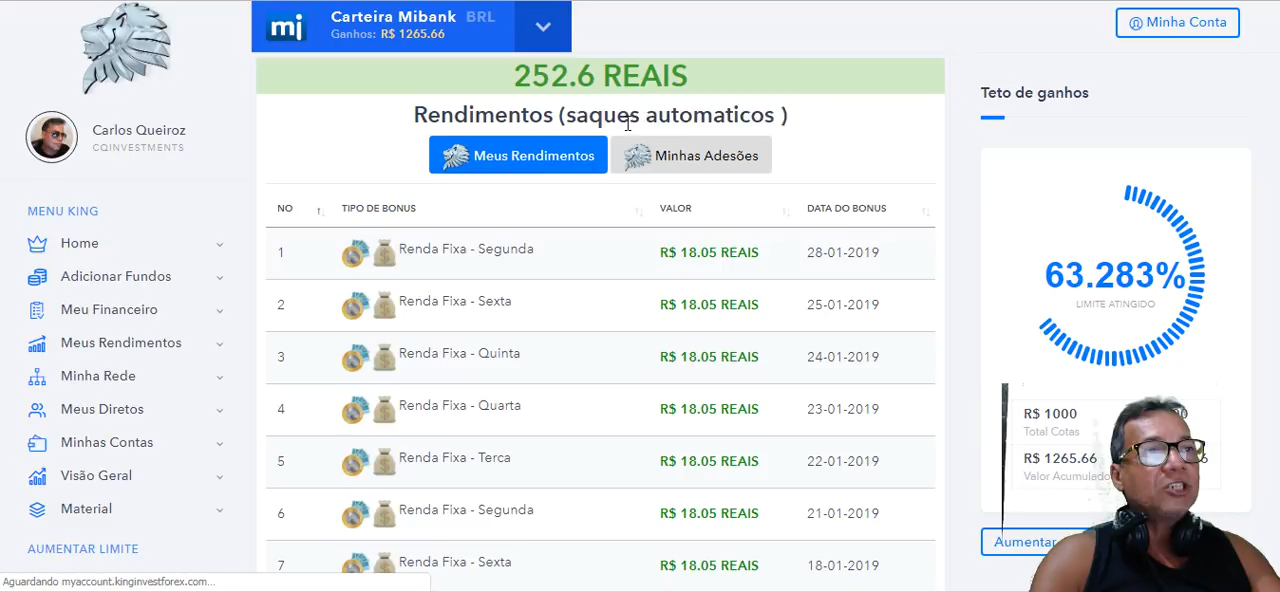 mi
Carteira Mibank BRL
Ganhos: R$ 1265.66
Minha Conta
Carlos Queiroz
CQINVESTMENTS
MENU KING
Home
Adicionar Fundos
Meu Financeiro
Meus Rendimentos
Minha Rede
Meus Diretos
Minhas Contas
Visão Geral
Material
AUMENTAR LIMITE
Aguardando myaccount.kinginvestforex.com...
252.6 REAIS
Rendimentos (saques automaticos )
Meus Rendimentos
Minhas Adesões
NO TIPO DE BONUS VALOR DATA DO BONUS
1 Renda Fixa - Segunda R$ 18.05 REAIS 28-01-2019
2 Renda Fixa - Sexta R$ 18.05 REAIS 25-01-2019
3 Renda Fixa - Quinta R$ 18.05 REAIS 24-01-2019
4 Renda Fixa - Quarta R$ 18.05 REAIS 23-01-2019
5 Renda Fixa - Terca R$ 18.05 REAIS 22-01-2019
6 Renda Fixa - Segunda R$ 18.05 REAIS 21-01-2019
7 Renda Fixa - Sexta R$ 18.05 REAIS 18-01-2019
Teto de ganhos
63.283%
LIMITE ATINGIDO
R$ 1000
Total Cotas
R$ 1265.66
Valor Acumulado
Aumentar